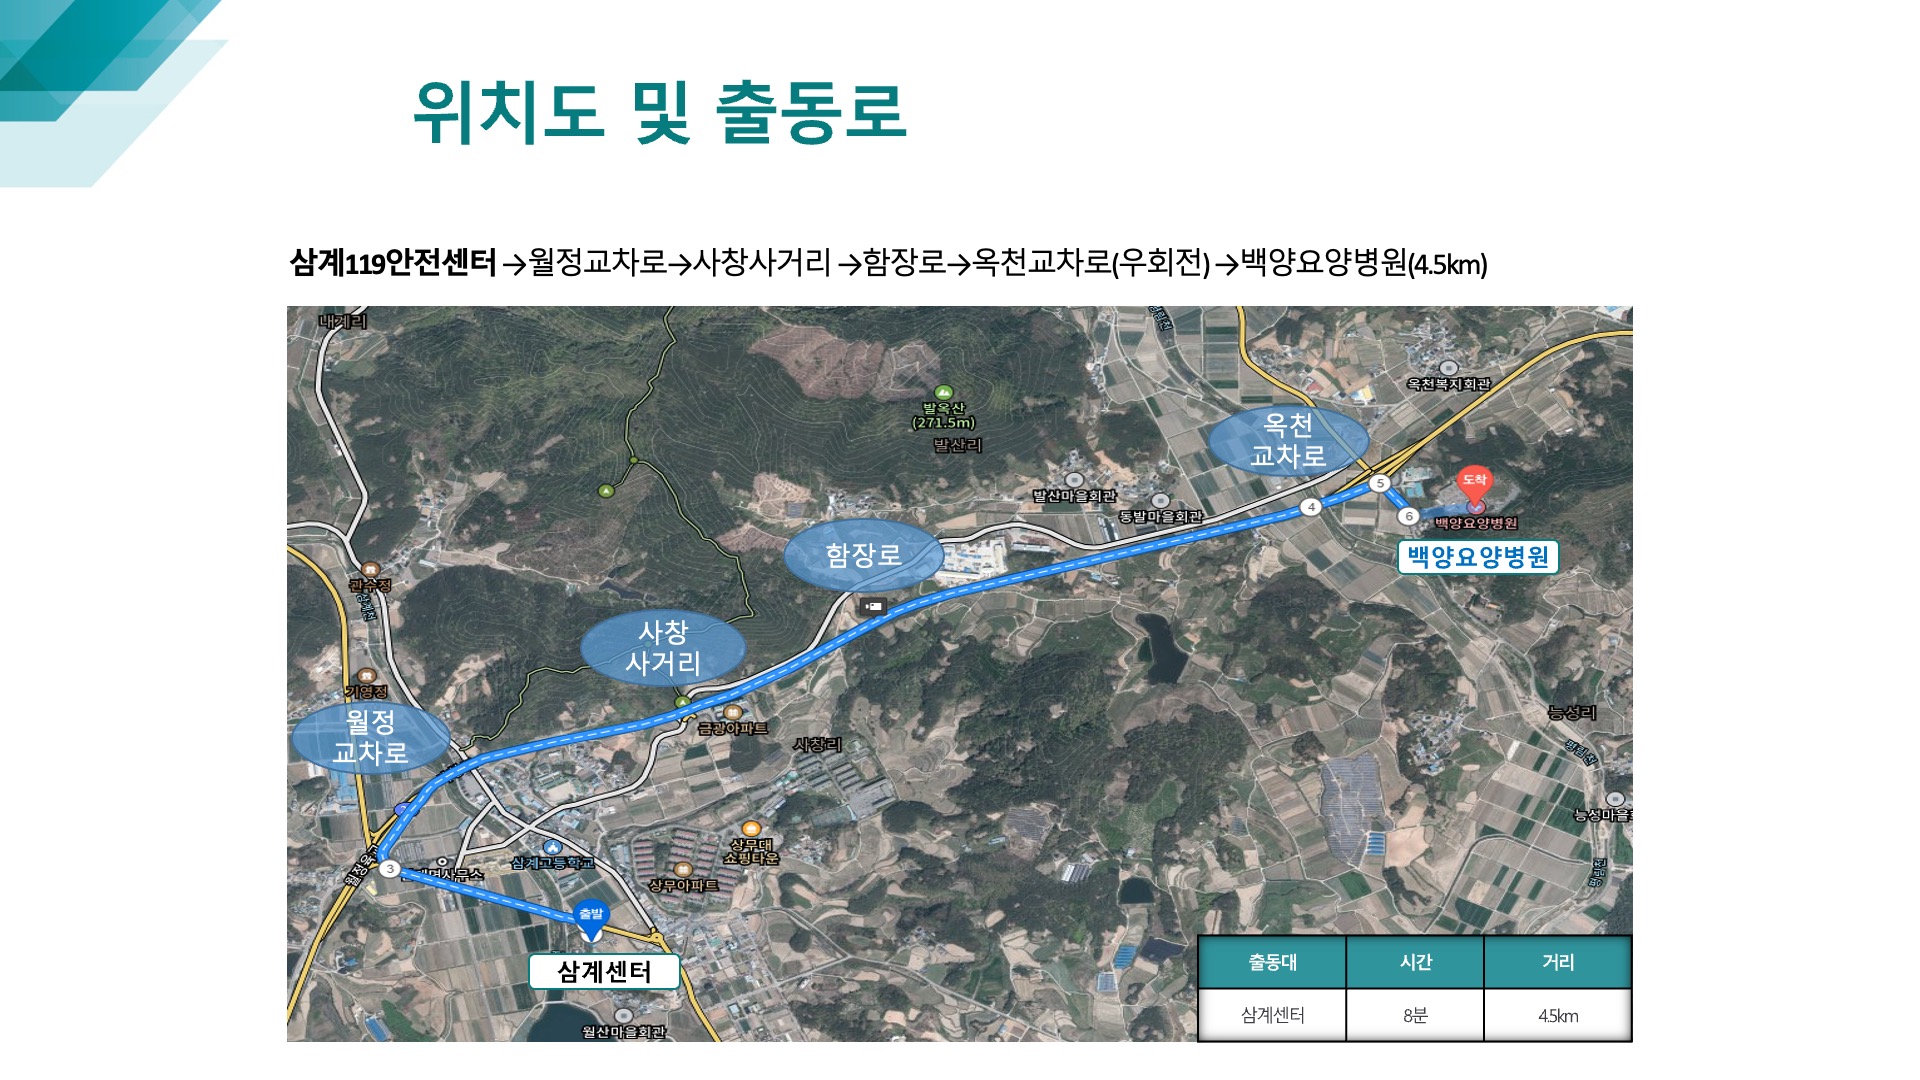 위치도 및 출동로
삼계119안전센터 →월정교차로→사창사거리 →함장로→옥천교차로(우회전) →백양요양병원(4.5km)
내계리
발옥산
(271.5m)
발산리
옥천복지회관
옥천
교차로
5
도착
발산마을회관
4
동발마을회관
6
백양요양병원
백양요양병원
함장로
관수정
삼계천
사창
사거리
기영정
월정
교차로
금광아파트
사창리
능성리
평림천
능성마을회
상무대
쇼핑타운
삼계고등학교
상무아파트
3
출발
삼계센터
월산마을회관
출동대 시간 거리
삼계센터 8분 4.5km